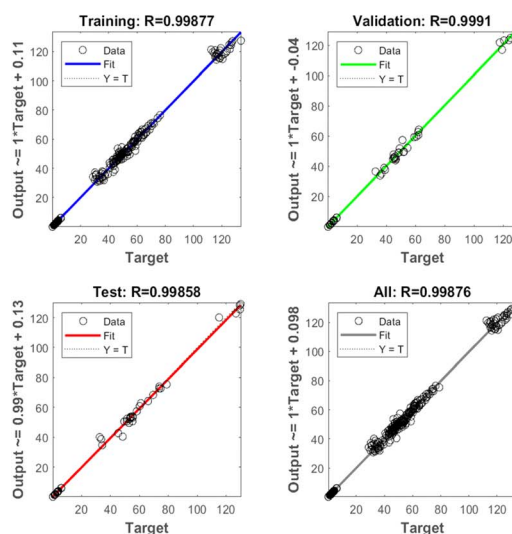 Training: R=0.99877
Output ~= 1*Target + 0.11
120
100
80
60
40
20
Data
Fit
Y = T
20 40 60 80 100 120
Target
Validation: R=0.9991
Output ~= 1*Target + -0.04
120
100
80
60
40
20
Data
Fit
Y = T
20 40 60 80 100 120
Target
Test: R=0.99858
Output ~= 0.99*Target + 0.13
120
100
80
60
40
20
Data
Fit
Y = T
20 40 60 80 100 120
Target
All: R=0.99876
Output ~= 1*Target + 0.098
120
100
80
60
40
20
Data
Fit
Y = T
20 40 60 80 100 120
Target